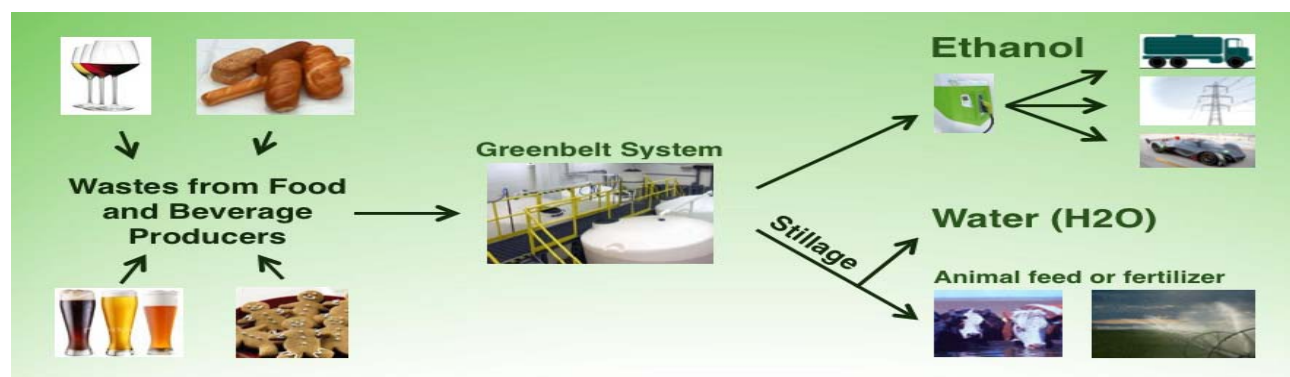 Wastes from Food
and Beverage
Producers
Greenbelt System
Ethanol
Stillage
Water (H2O)
Animal feed or fertilizer